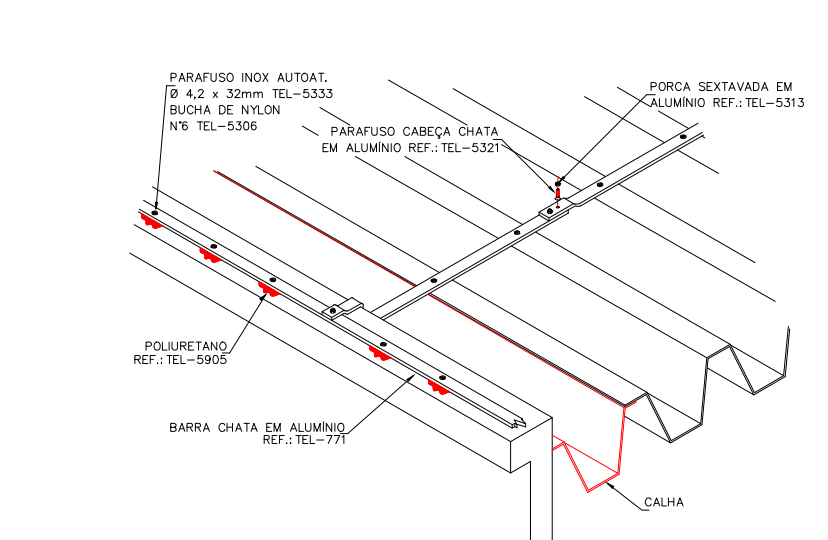 PARAFUSO INOX AUTOAT.
Ø 4,2 x 32mm TEL-5333
BUCHA DE NYLON
N°6 TEL-5306
PORCA SEXTAVADA EM
ALUMÍNIO REF.: TEL-5313
PARAFUSO CABEÇA CHATA
EM ALUMÍNIO REF.: TEL-5321
POLIURETANO
REF.: TEL-5905
BARRA CHATA EM ALUMÍNIO
REF.: TEL-771
CALHA